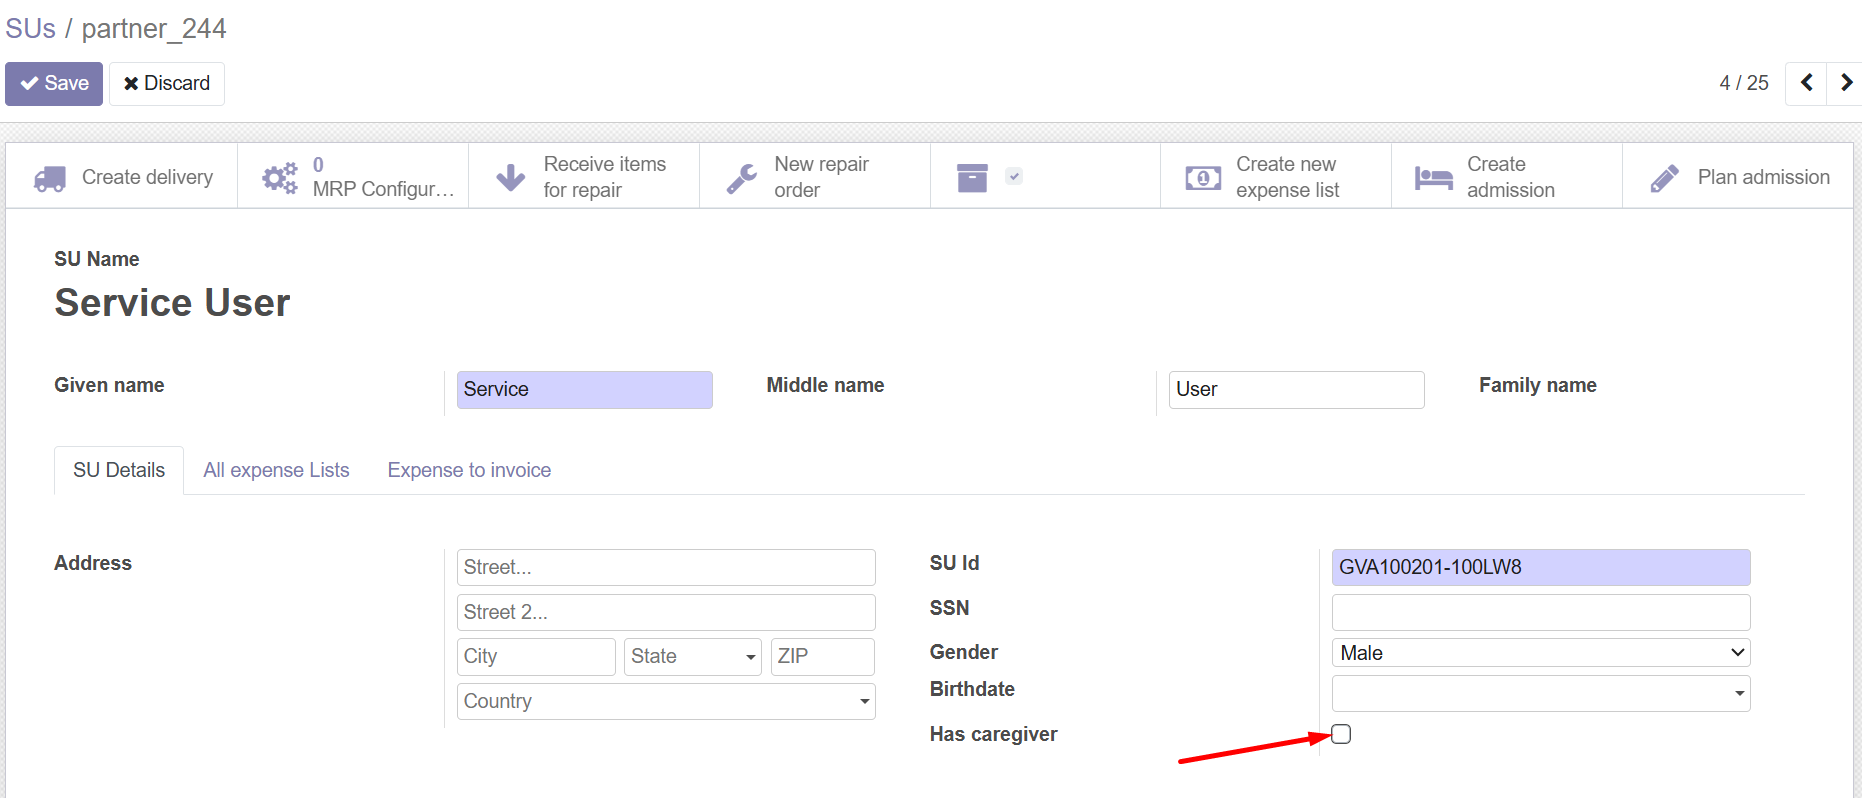 SUs / partner_244
Save
Discard
4 / 25
Create delivery
0
MRP Configur...
Receive items
for repair
New repair
order
Create new
expense list
Create
admission
Plan admission
SU Name
Service User
Given name
Service
Middle name
User
Family name
SU Details
All expense Lists
Expense to invoice
Address
Street...
Street 2...
City
State
ZIP
Country
SU Id
GVA100201-100LW8
SSN
Gender
Male
Birthdate
Has caregiver